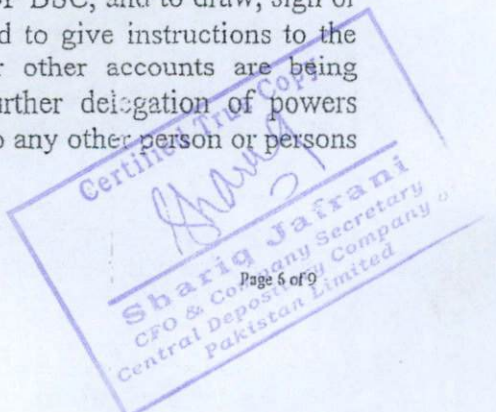 OF DSC, and to draw, sign or
d to give instructions to the
r other accounts are being
rther delegation of powers
o any other person or persons
Certified True Copy
Shariq
Shariq Jafrani
CFO & Company Secretary
Central Depository Company
Pakistan Limited
Page 6 of 9